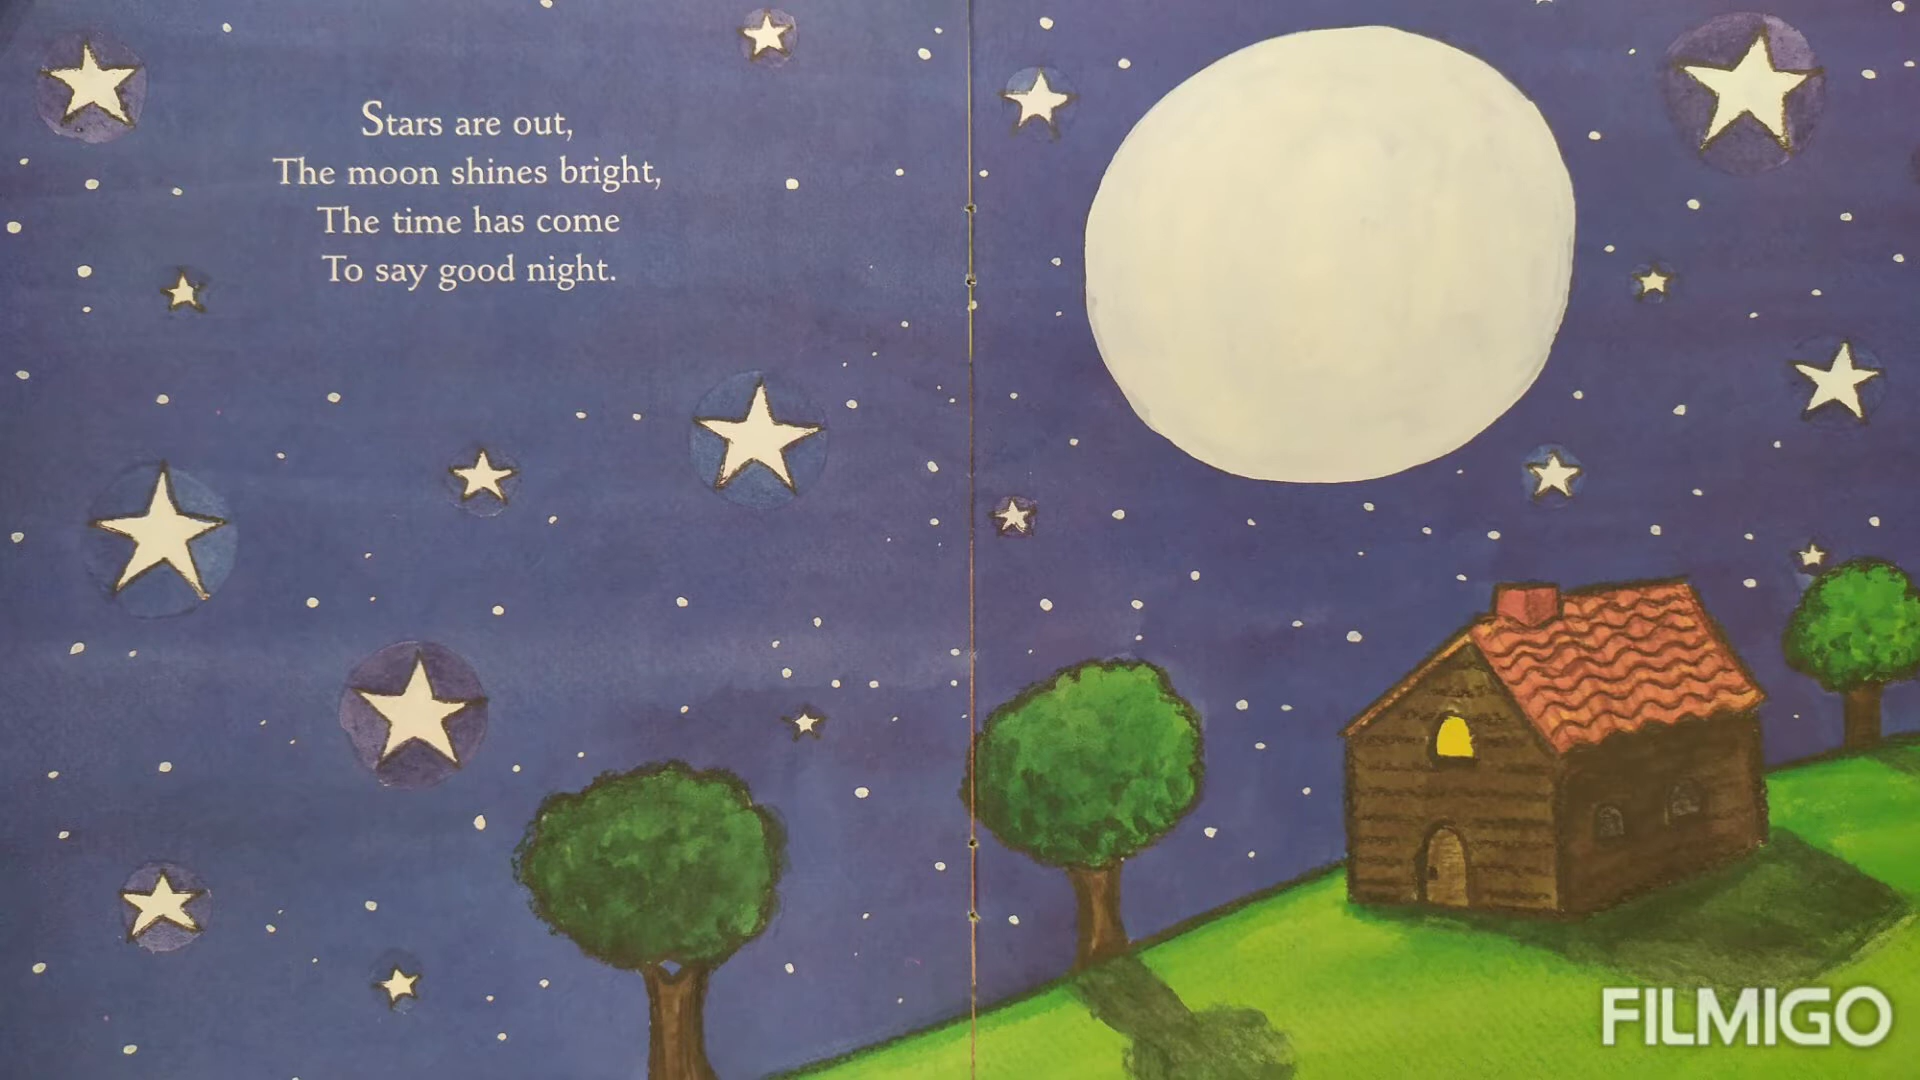 Stars are out,
The moon shines bright,
The time has come
To say good night.
FILMIGO